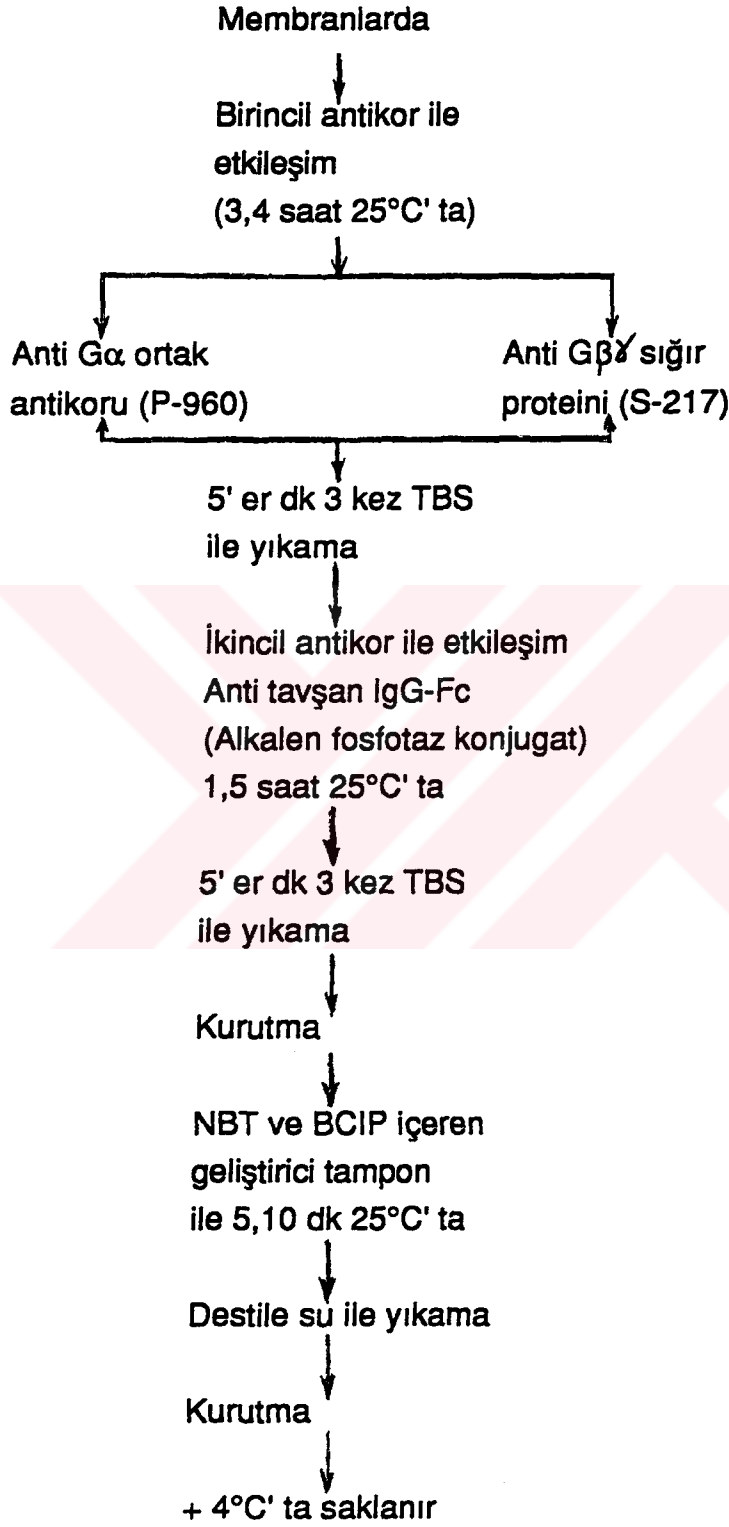 Membranlarda
Birincil antikor ile
etkileşim
(3,4 saat 25°C' ta)
Anti Gα ortak
antikoru (P-960)
Anti Gβγ sığır
proteini (S-217)
5' er dk 3 kez TBS
ile yıkama
İkincil antikor ile etkileşim
Anti tavşan IgG-Fc
(Alkalen fosfotaz konjugat)
1,5 saat 25°C' ta
5' er dk 3 kez TBS
ile yıkama
Kurutma
NBT ve BCIP içeren
geliştirici tampon
ile 5,10 dk 25°C' ta
Destile su ile yıkama
Kurutma
+ 4°C' ta saklanır